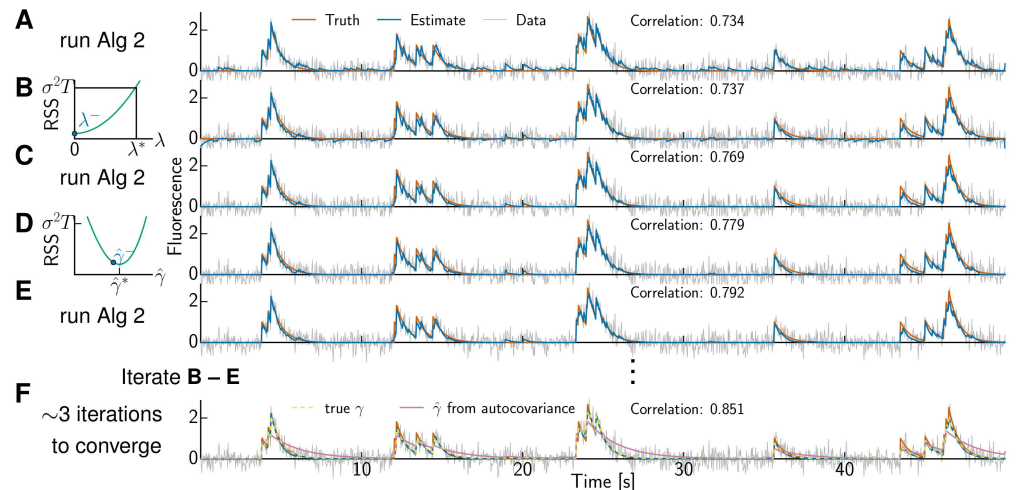 A
run Alg 2
Truth
Estimate
Data
Correlation: 0.734
2
0
B
σ²T
RSS
λ⁻
0
λ*
λ
Correlation: 0.737
2
0
C
run Alg 2
Correlation: 0.769
2
0
Fluorescence
D
σ²T
RSS
γ̂⁻
γ̂*
γ̂
Correlation: 0.779
2
0
E
run Alg 2
Correlation: 0.792
2
0
Iterate B – E
⋮
F
∼3 iterations
to converge
true γ
γ̂ from autocovariance
Correlation: 0.851
2
0
10
20
30
40
Time [s]